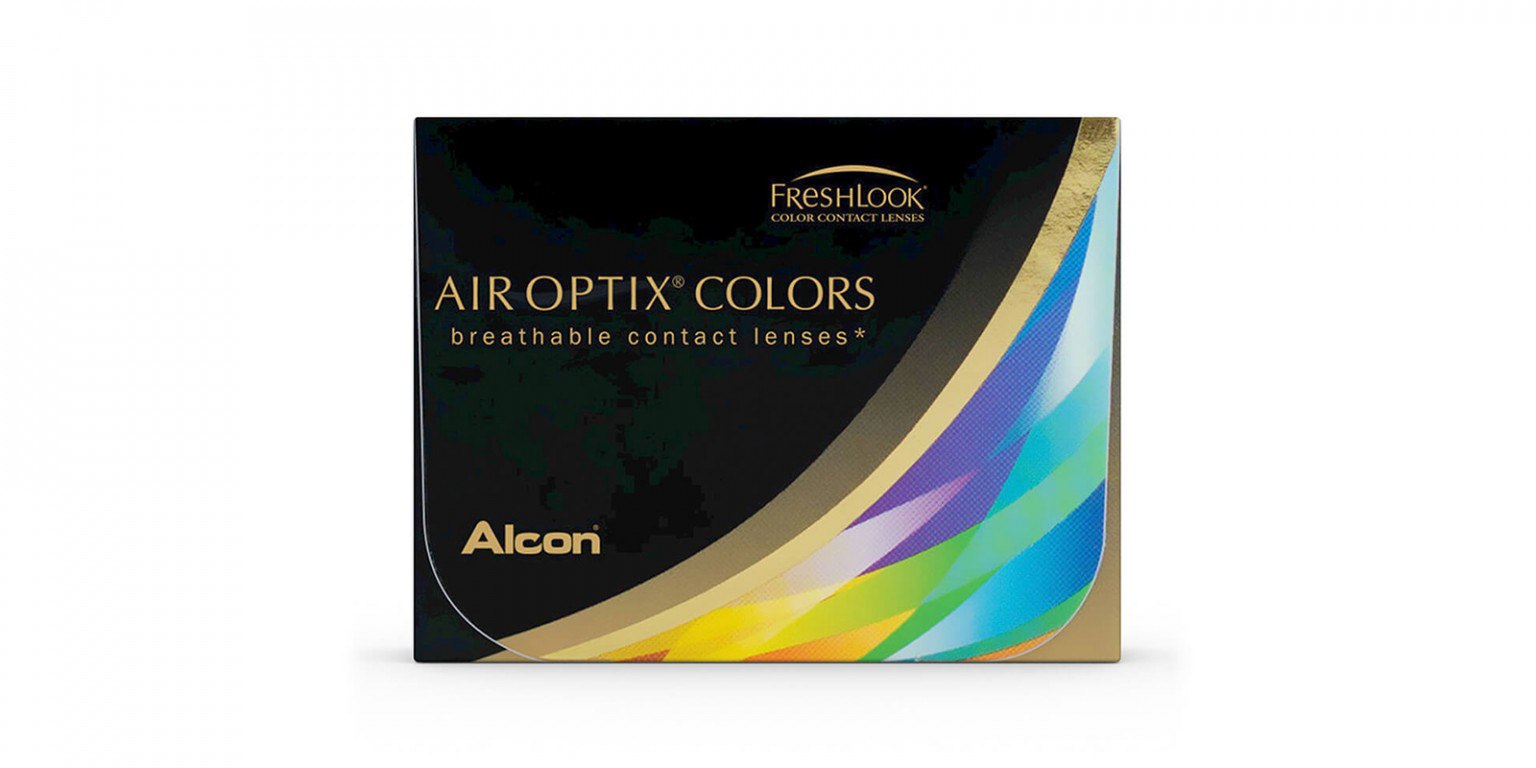 FRESHLOOK®
COLOR CONTACT LENSES
AIR OPTIX® COLORS
breathable contact lenses*
Alcon®